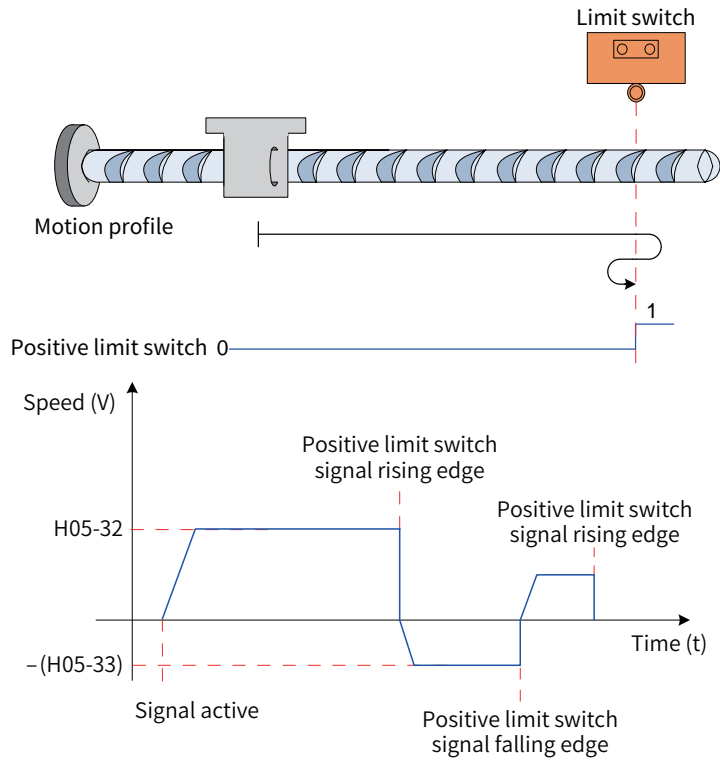 Limit switch
Motion profile
1
Positive limit switch 0
Speed (V)
Positive limit switch
signal rising edge
Positive limit switch
signal rising edge
H05-32
Time (t)
–(H05-33)
Signal active
Positive limit switch
signal falling edge